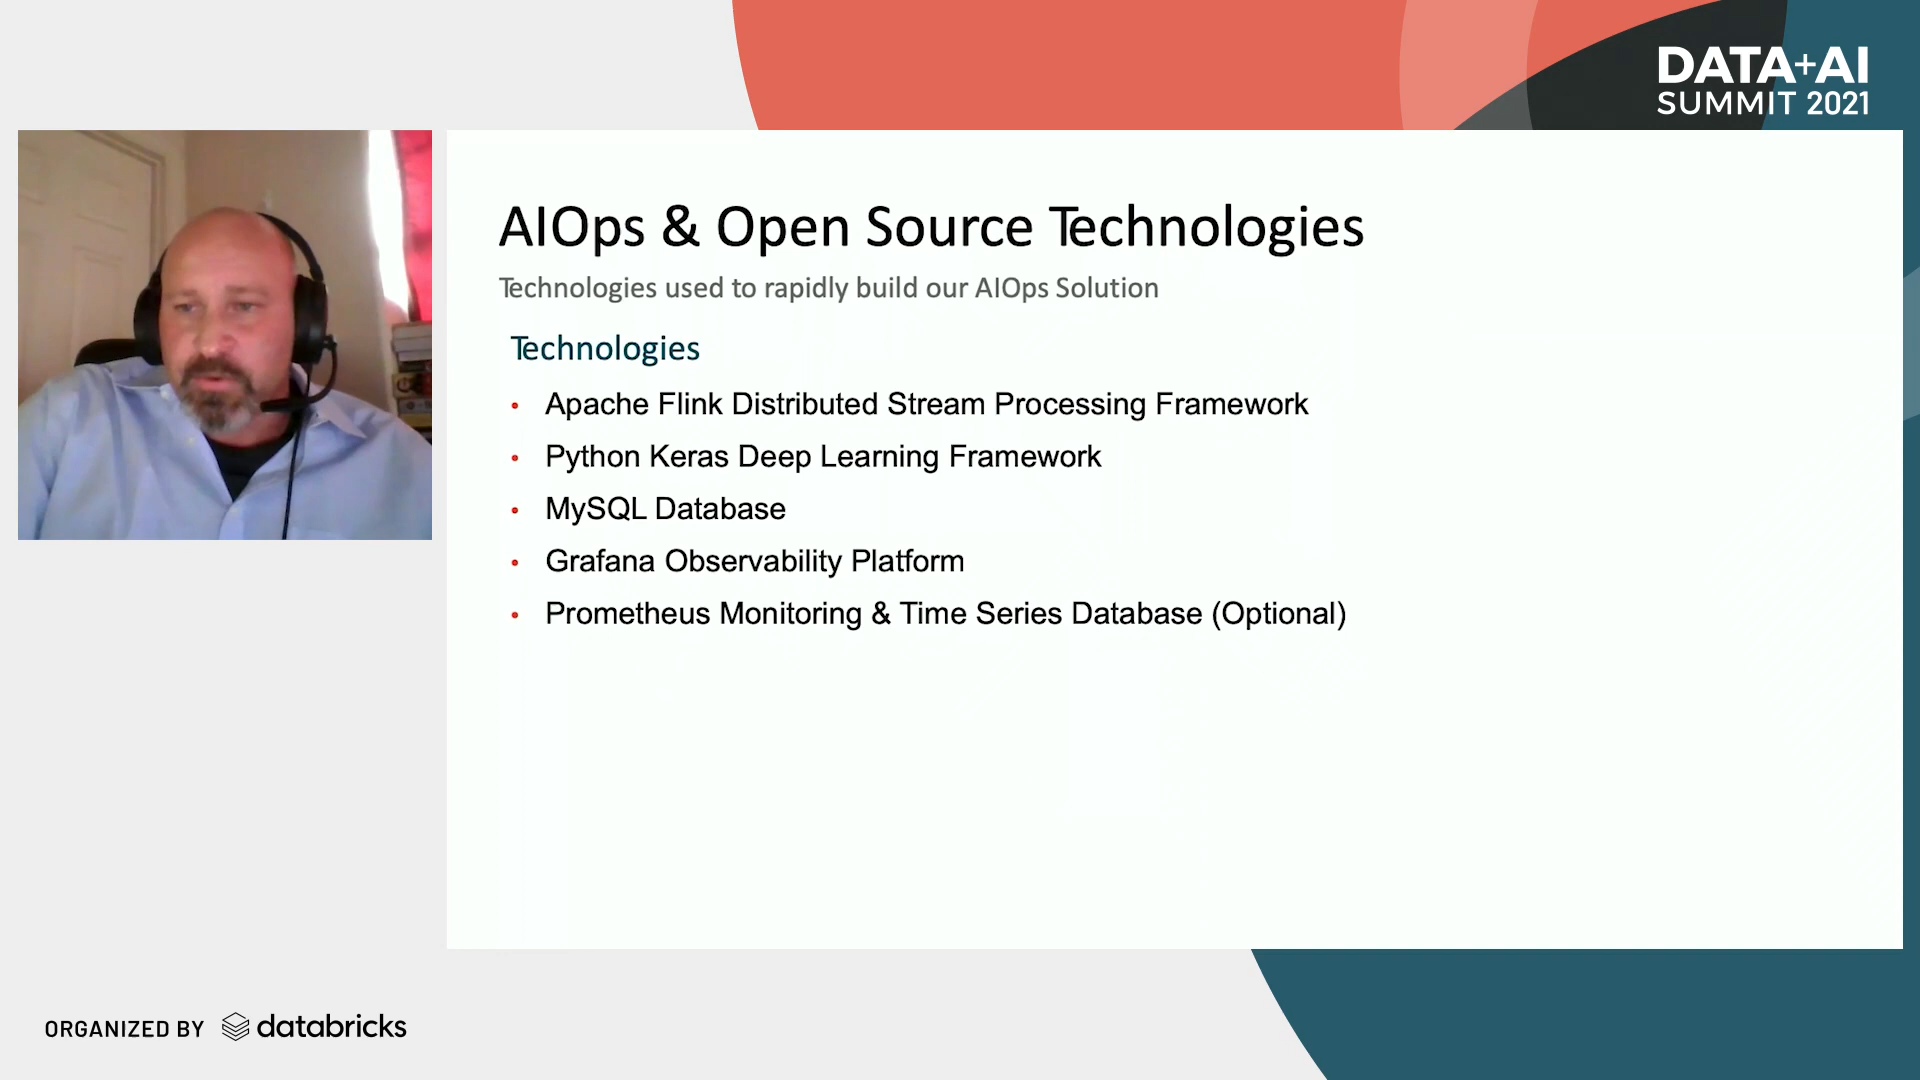 DATA+AI
SUMMIT 2021
AIOps & Open Source Technologies
Technologies used to rapidly build our AIOps Solution
Technologies
• Apache Flink Distributed Stream Processing Framework
• Python Keras Deep Learning Framework
• MySQL Database
• Grafana Observability Platform
• Prometheus Monitoring & Time Series Database (Optional)
ORGANIZED BY databricks